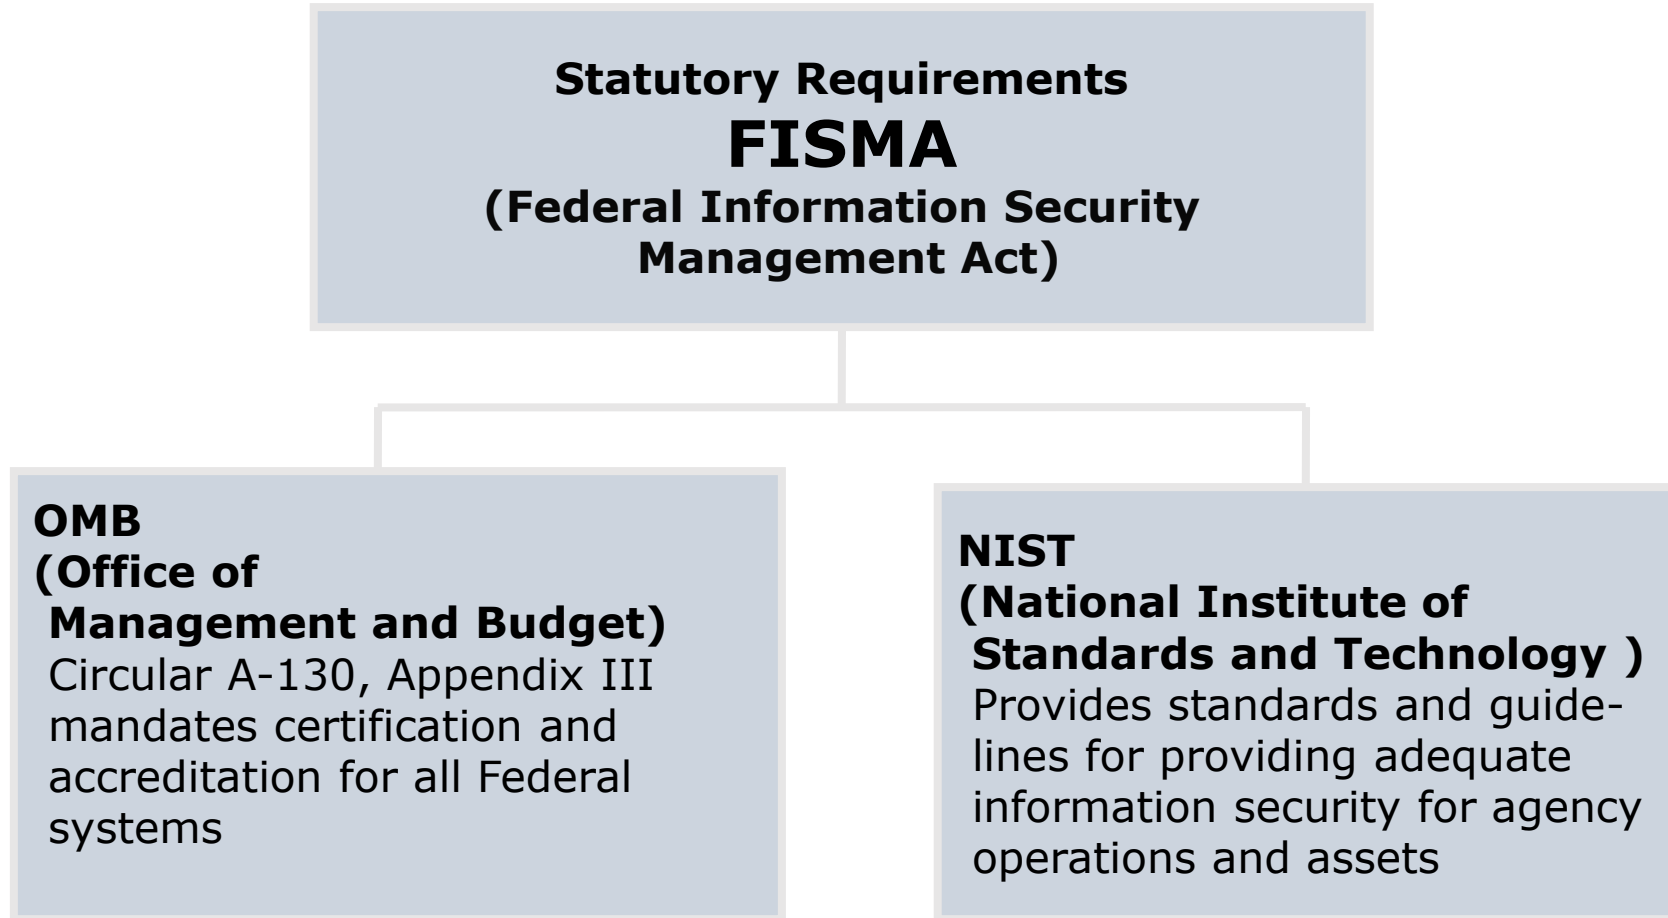 Statutory Requirements
FISMA
(Federal Information Security
Management Act)
OMB
(Office of
Management and Budget)
Circular A-130, Appendix III
mandates certification and
accreditation for all Federal
systems
NIST
(National Institute of
Standards and Technology )
Provides standards and guide-
lines for providing adequate
information security for agency
operations and assets